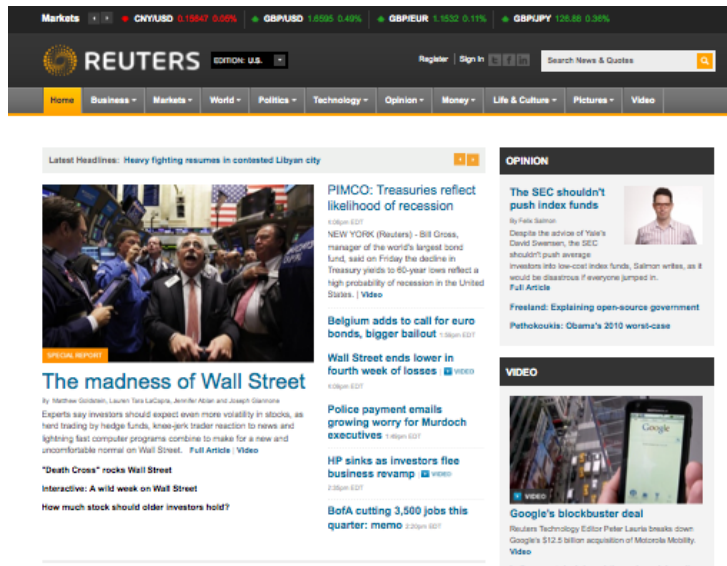 Markets CNY/USD 0.15647 0.05% GBP/USD 1.6595 0.49% GBP/EUR 1.1532 0.11% GBP/JPY 126.88 0.36%
REUTERS EDITION: U.S.
Register | Sign In
Search News & Quotes
Home Business Markets World Politics Technology Opinion Money Life & Culture Pictures Video
Latest Headlines: Heavy fighting resumes in contested Libyan city
SPECIAL REPORT
The madness of Wall Street
By Matthew Goldstein, Lauren Tara LaCapra, Jennifer Ablan and Joseph Giannone
Experts say investors should expect even more volatility in stocks, as
herd trading by hedge funds, knee-jerk trader reaction to news and
lightning fast computer programs combine to make for a new and
uncomfortable normal on Wall Street. Full Article | Video
"Death Cross" rocks Wall Street
Interactive: A wild week on Wall Street
How much stock should older investors hold?
PIMCO: Treasuries reflect
likelihood of recession
NEW YORK (Reuters) - Bill
Gross, manager of the world's largest bond
fund, said on Friday the decline in
Treasury yields to 60-year lows reflect a
high probability of recession in the United
States. | Video
Belgium adds to call for euro
bonds, bigger bailout
Wall Street ends lower in
fourth week of losses | VIDEO
Police payment emails
growing worry for Murdoch
executives
HP sinks as investors flee
business revamp | VIDEO
BofA cutting 3,500 jobs this
quarter: memo
OPINION
The SEC shouldn't
push index funds
By Felix Salmon
Despite the advice of Yale's
David Swensen, the SEC
shouldn't push average
investors into low-cost index funds, Salmon writes, as it
would be disastrous if everyone jumped in.
Full Article
Freeland: Explaining open-source government
Pethokoukis: Obama's 2010 worst-case
VIDEO
Google
VIDEO
Google's blockbuster deal
Reuters Technology Editor Peter Lauria breaks down
Google's $12.5 billion acquisition of Motorola Mobility.
Video